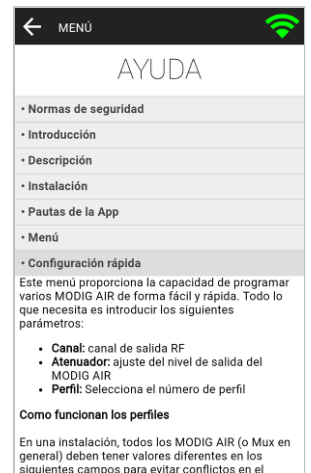 MENÚ
AYUDA
• Normas de seguridad
• Introducción
• Descripción
• Instalación
• Pautas de la App
• Menú
• Configuración rápida
Este menú proporciona la capacidad de programar
varios MODIG AIR de forma fácil y rápida. Todo lo
que necesita es introducir los siguientes
parámetros:
• Canal: canal de salida RF
• Atenuador: ajuste del nivel de salida del
MODIG AIR
• Perfil: Selecciona el número de perfil
Como funcionan los perfiles
En una instalación, todos los MODIG AIR (o Mux en
general) deben tener valores diferentes en los
siguientes campos para evitar conflictos en el